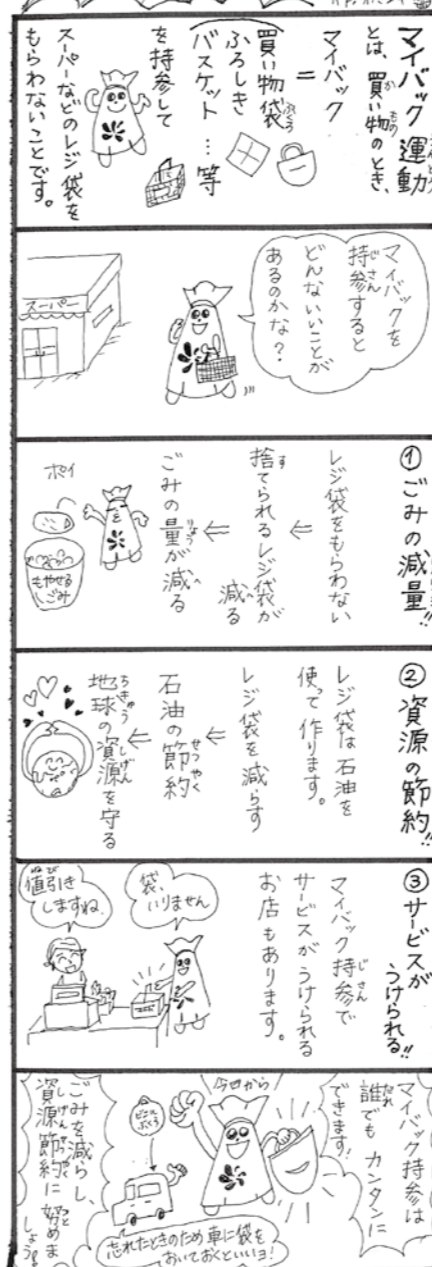 マイバック運動
とは、買い物のとき、
マイバック
＝
買い物袋
ふろしき
バスケット…等
を持参して
スーパーなどのレジ袋を
もらわないことです。
マイバックを
持参すると
どんないいことが
あるのかな？
スーパー
①ごみの減量!!
レジ袋をもらわない
⇐
捨てられるレジ袋が
減る
⇐
ごみの量が減る
ポイ
もやせる
ごみ
②資源の節約!!
レジ袋は石油を
使って作ります。
レジ袋を減らす
⇐
石油の節約
⇐
地球の資源を守る
③サービスが
うけられる!!
マイバック持参で
サービスがうけられる
お店もあります。
袋、
いりません
値引き
しますね
マイバック持参は
誰でもカンタンに
できます!
今日から
ビニール
ぶくろ
忘れたときのため車に袋を
おいておくといいヨ!
ごみを減らし、
資源節約に努めま
しょう!!